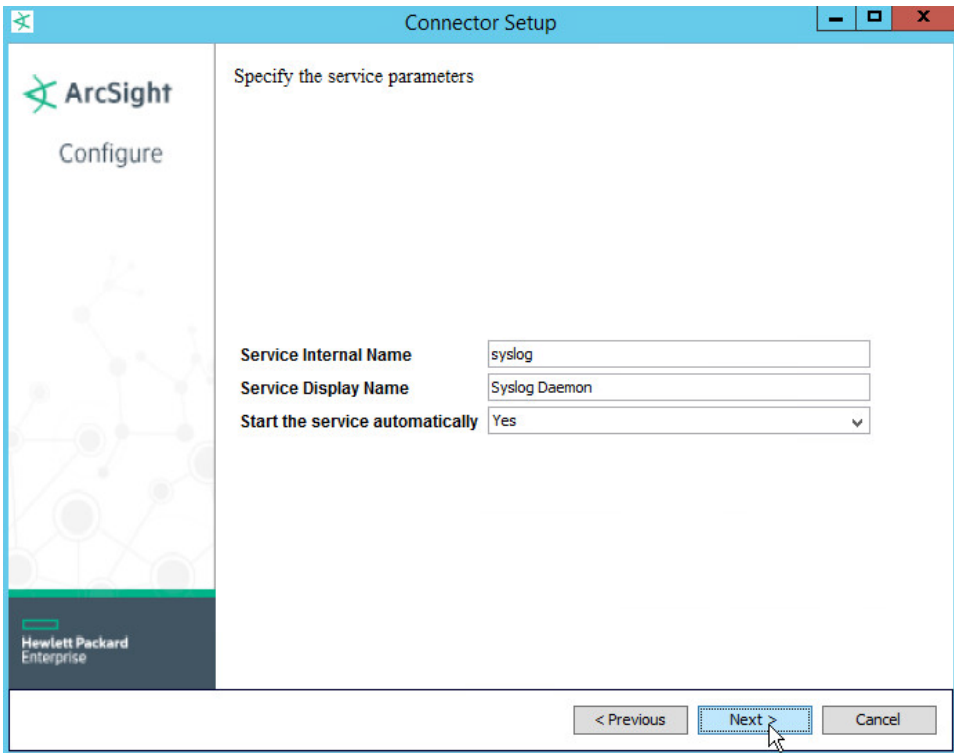 Connector Setup
ArcSight
Configure
Specify the service parameters
Service Internal Name syslog
Service Display Name Syslog Daemon
Start the service automatically Yes
Hewlett Packard
Enterprise
< Previous Next > Cancel